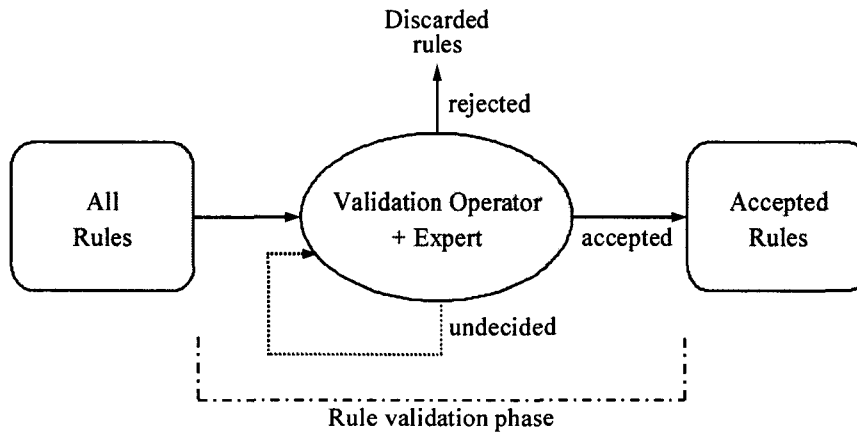 Discarded
rules
rejected
All
Rules
Validation Operator
+ Expert
accepted
Accepted
Rules
undecided
Rule validation phase